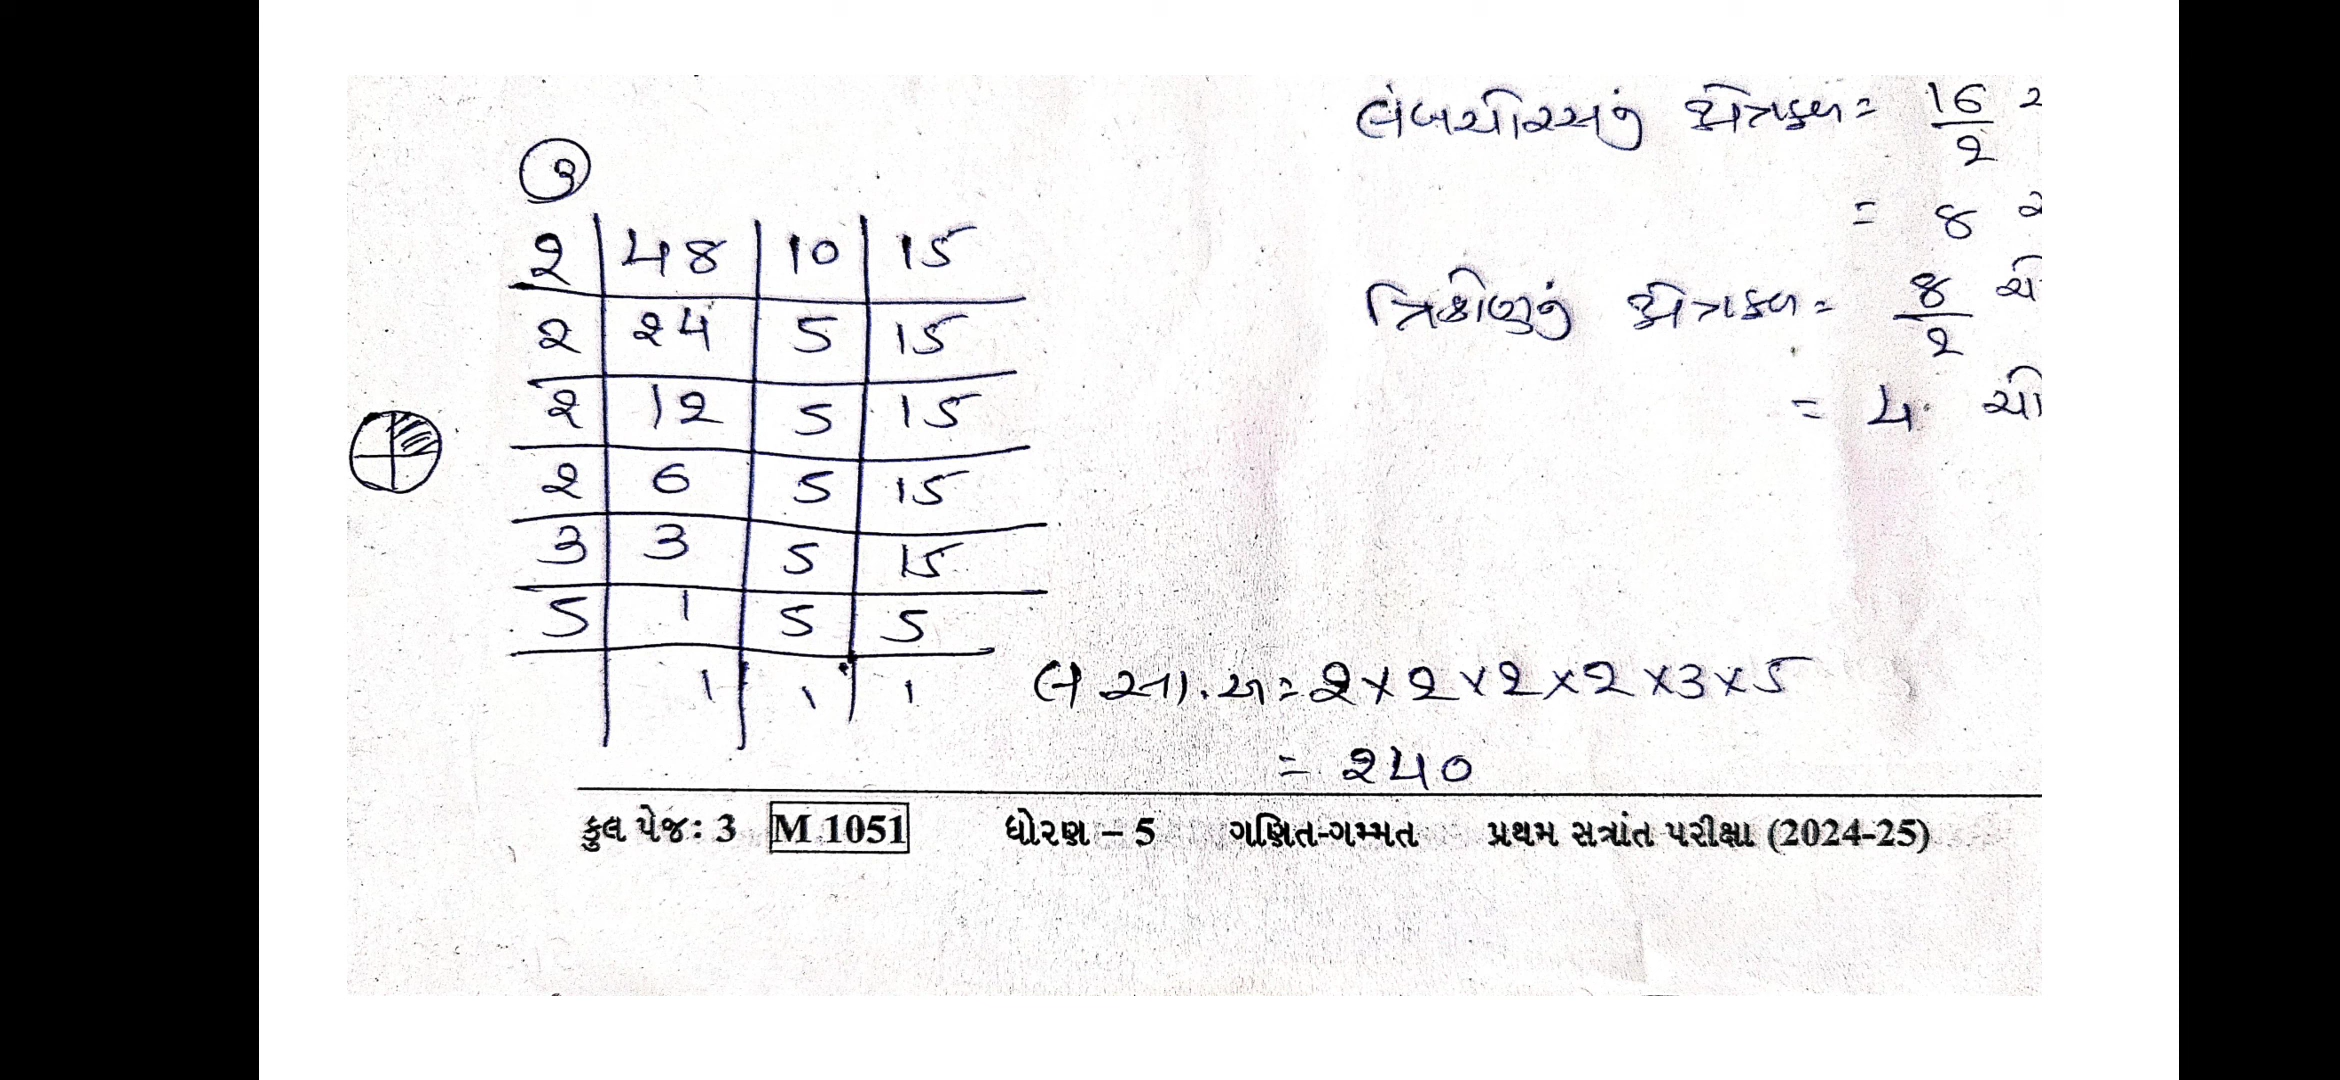 લંબચોરસનું ક્ષેત્રફળ = 16/2
= 8
ત્રિકોણનું ક્ષેત્રફળ = 8/2 ચો
= 4 ચો
(3)
2 | 48 | 10 | 15
2 | 24 | 5 | 15
2 | 12 | 5 | 15
2 | 6 | 5 | 15
3 | 3 | 5 | 15
5 | 1 | 5 | 5
1 | 1 | 1
લ.સા.અ = 2×2×2×2×3×5
= 240
કુલ પેજ: 3 M 1051 ધોરણ – 5 ગણિત-ગમ્મત પ્રથમ સત્રાંત પરીક્ષા (2024-25)